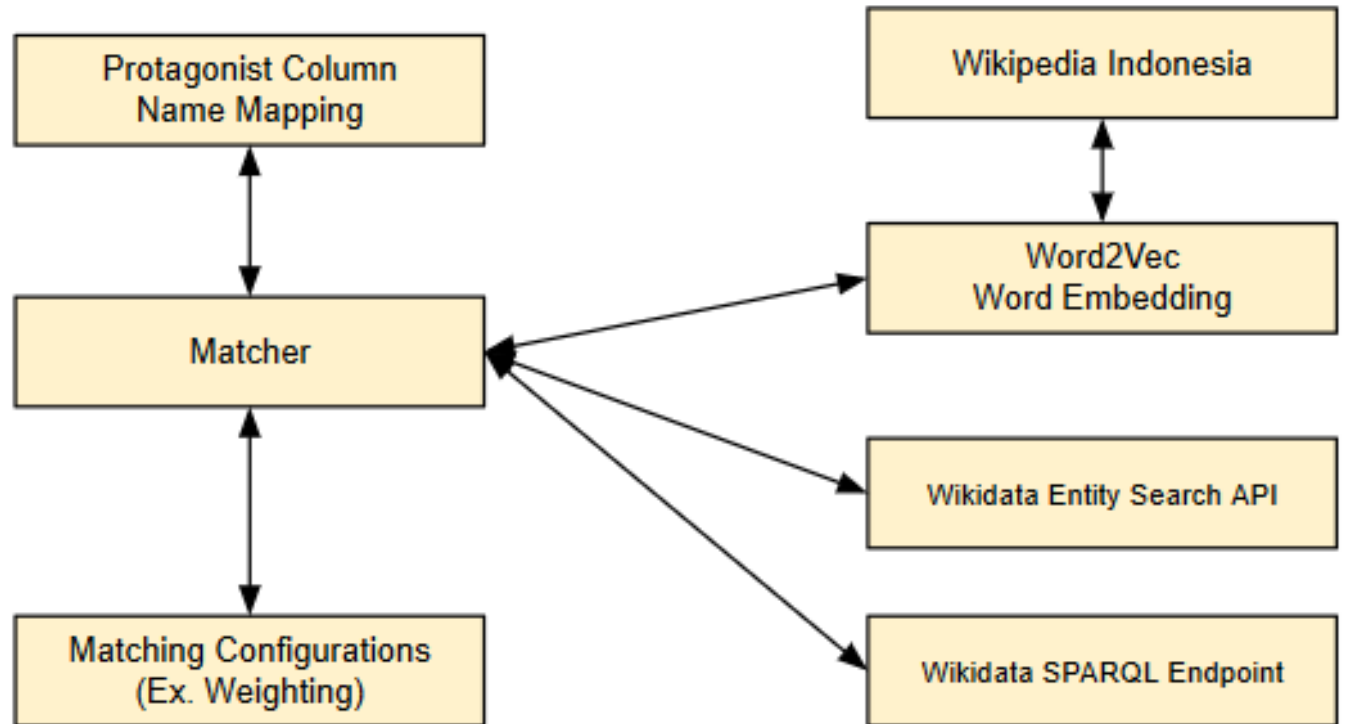 Protagonist Column
Name Mapping
Wikipedia Indonesia
Word2Vec
Word Embedding
Matcher
Wikidata Entity Search API
Matching Configurations
(Ex. Weighting)
Wikidata SPARQL Endpoint